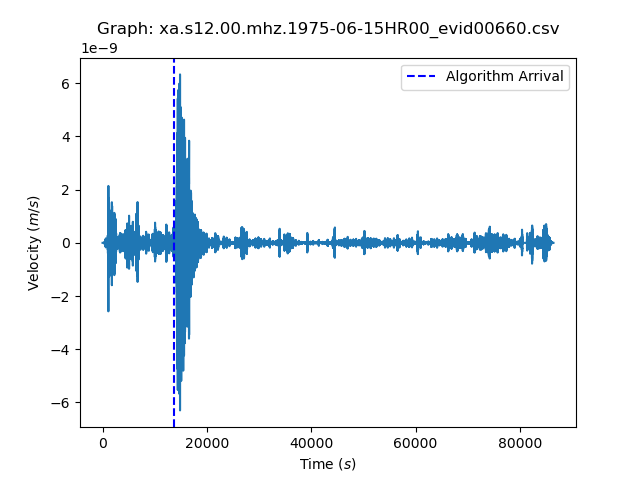 Graph: xa.s12.00.mhz.1975-06-15HR00_evid00660.csv
1e−9
Algorithm Arrival
6
4
2
0
−2
−4
−6
Velocity (m/s)
0 20000 40000 60000 80000
Time (s)